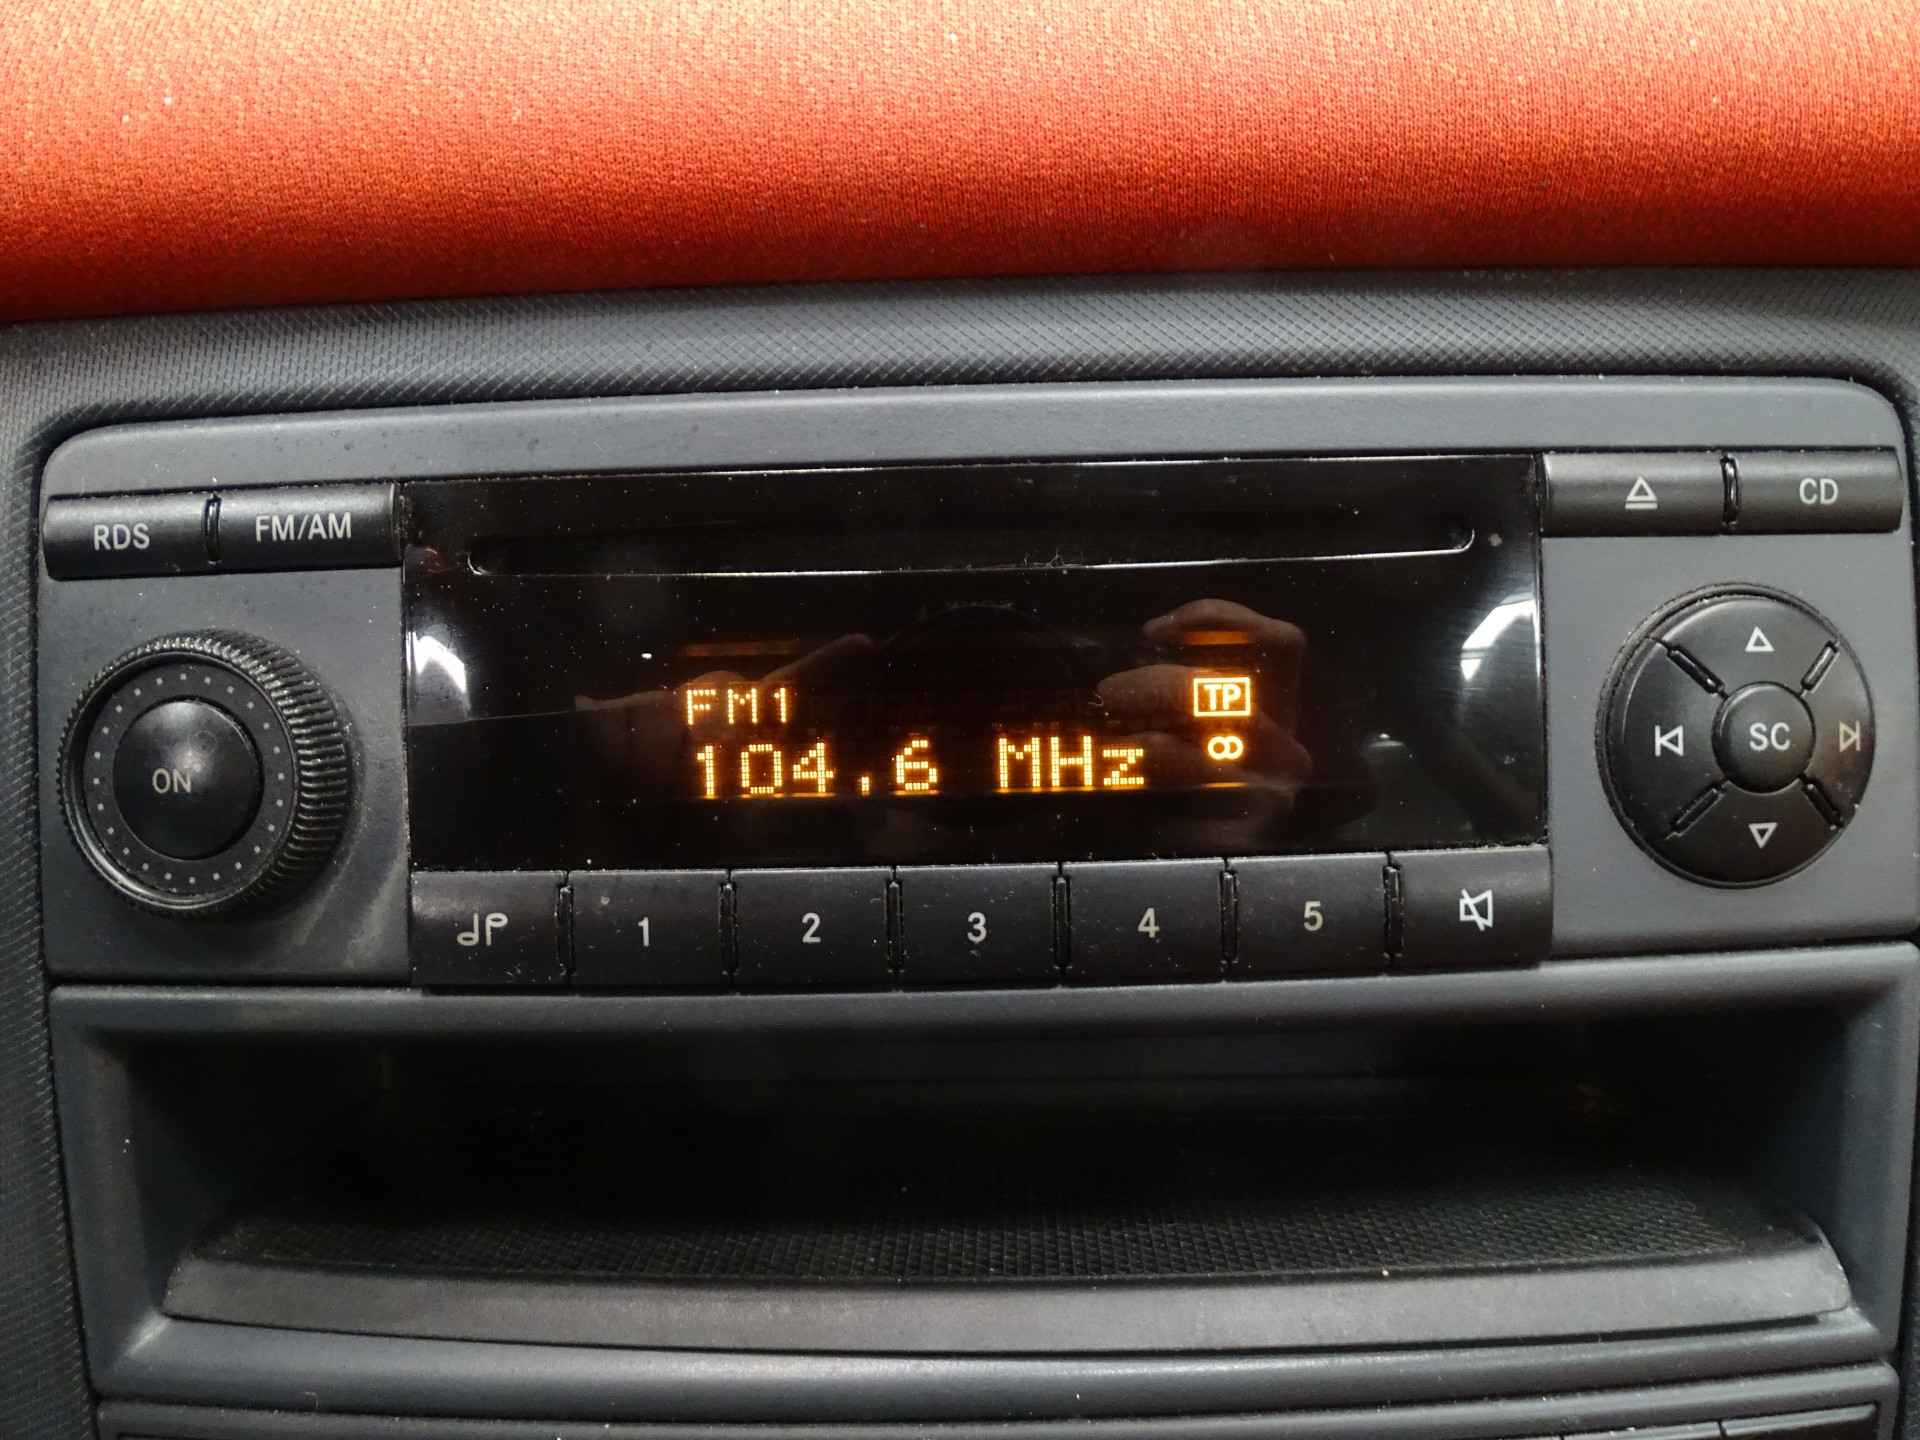 RDS FM/AM CD
ON
FM1 TP
104.6 MHz
SC
1 2 3 4 5